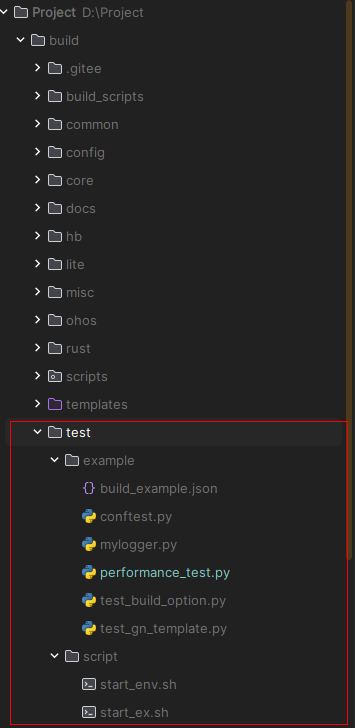 Project D:\Project
build
.gitee
build_scripts
common
config
core
docs
hb
lite
misc
ohos
rust
scripts
templates
test
example
build_example.json
conftest.py
mylogger.py
performance_test.py
test_build_option.py
test_gn_template.py
script
start_env.sh
start_ex.sh